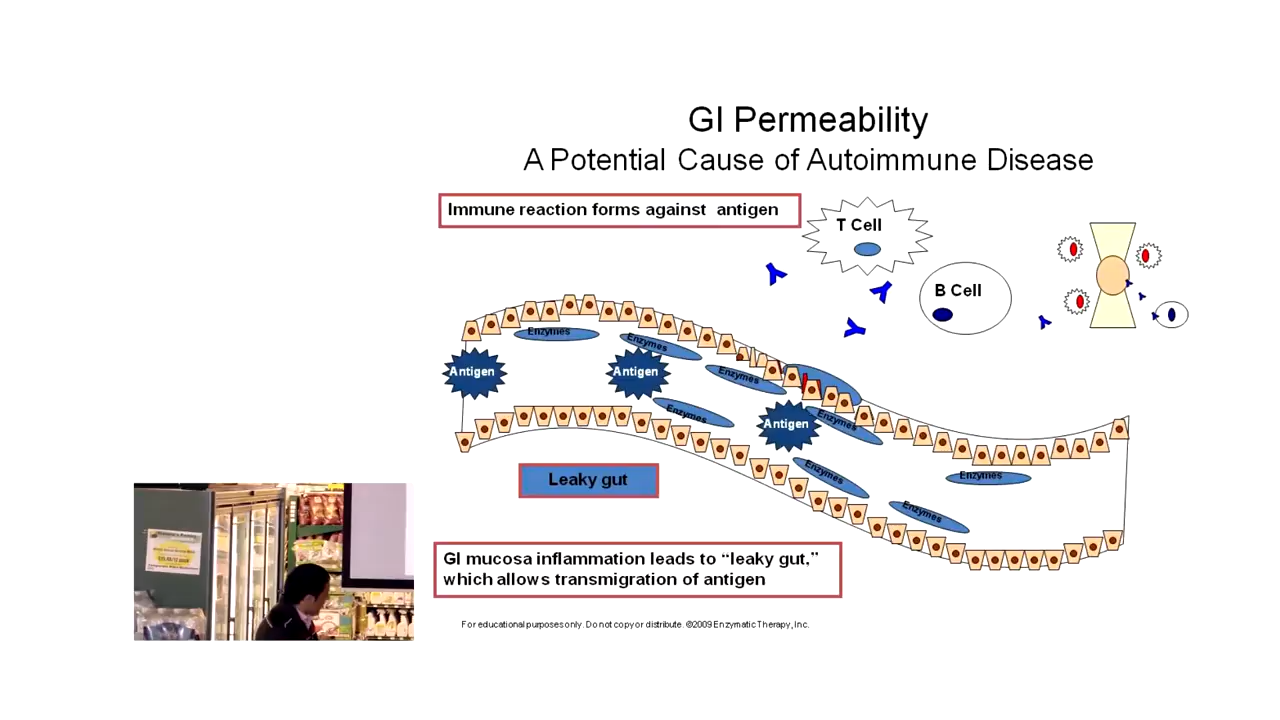 GI Permeability
A Potential Cause of Autoimmune Disease
Immune reaction forms against antigen
T Cell
B Cell
Enzymes
Enzymes
Antigen
Antigen
Enzymes
Enzymes
Antigen
Enzymes
Enzymes
Enzymes
Enzymes
Leaky gut
GI mucosa inflammation leads to “leaky gut,”
which allows transmigration of antigen
For educational purposes only. Do not copy or distribute. ©2009 Enzymatic Therapy, Inc.